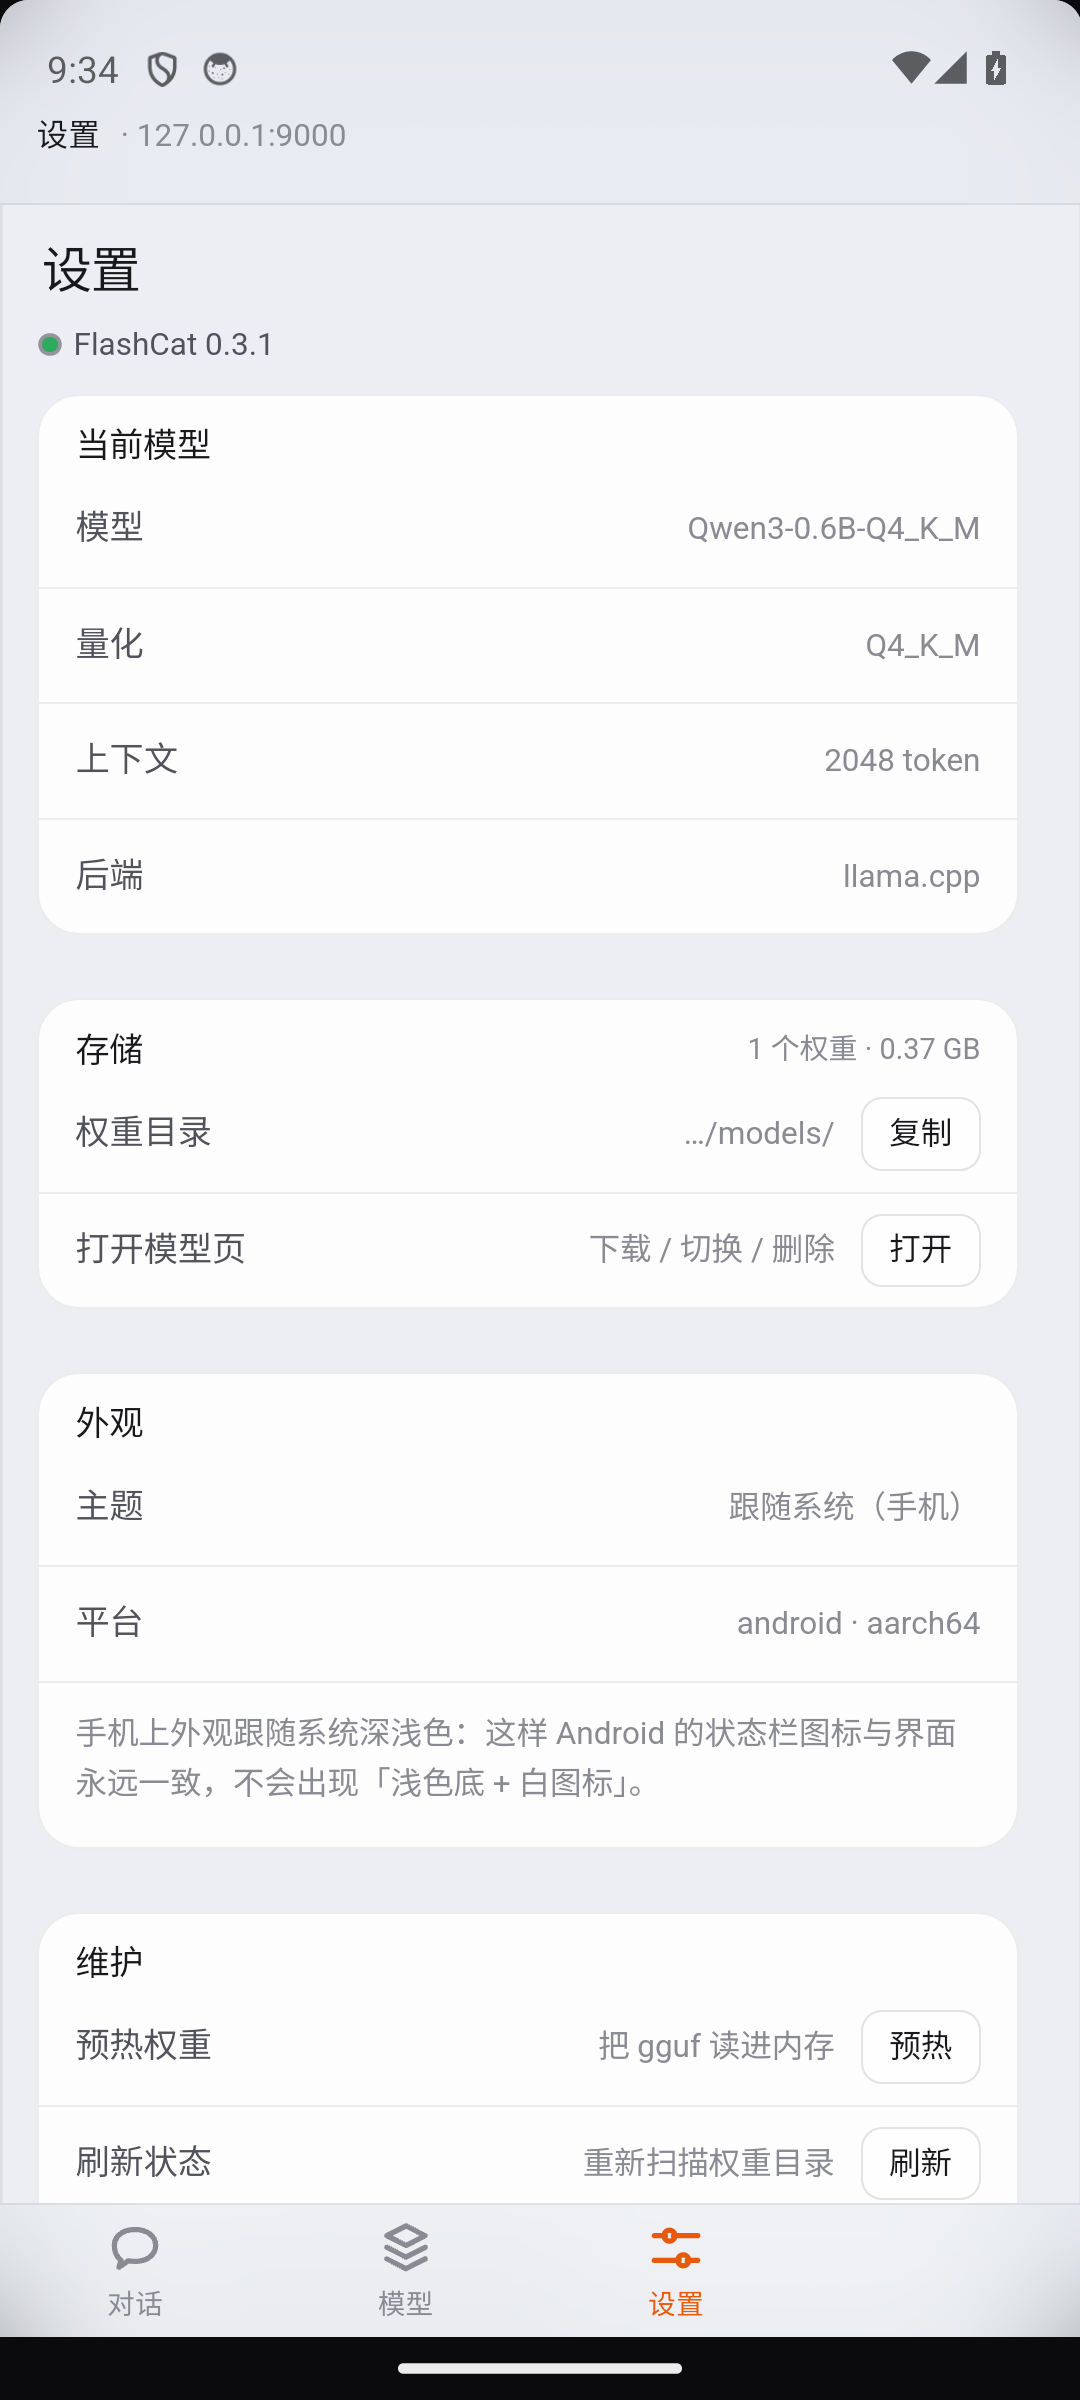 9:34
设置 · 127.0.0.1:9000
设置
FlashCat 0.3.1
当前模型
模型 Qwen3-0.6B-Q4_K_M
量化 Q4_K_M
上下文 2048 token
后端 llama.cpp
存储 1 个权重 · 0.37 GB
权重目录 .../models/ 复制
打开模型页 下载 / 切换 / 删除 打开
外观
主题 跟随系统（手机）
平台 android · aarch64
手机上外观跟随系统深浅色：这样 Android 的状态栏图标与界面
永远一致，不会出现「浅色底 + 白图标」。
维护
预热权重 把 gguf 读进内存 预热
刷新状态 重新扫描权重目录 刷新
对话 模型 设置